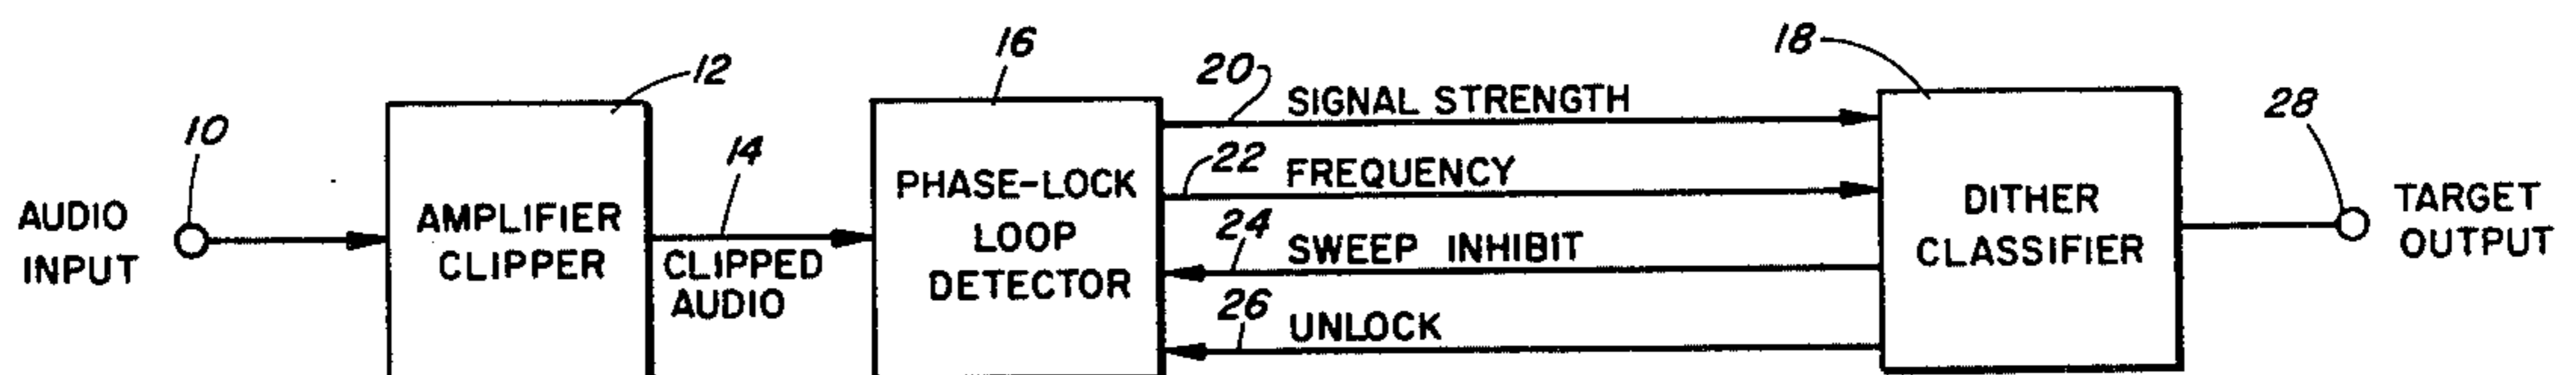 10
AUDIO
INPUT
12
AMPLIFIER
CLIPPER
14
CLIPPED
AUDIO
16
PHASE-LOCK
LOOP
DETECTOR
20
SIGNAL STRENGTH
22
FREQUENCY
24
SWEEP INHIBIT
26
UNLOCK
18
DITHER
CLASSIFIER
28
TARGET
OUTPUT